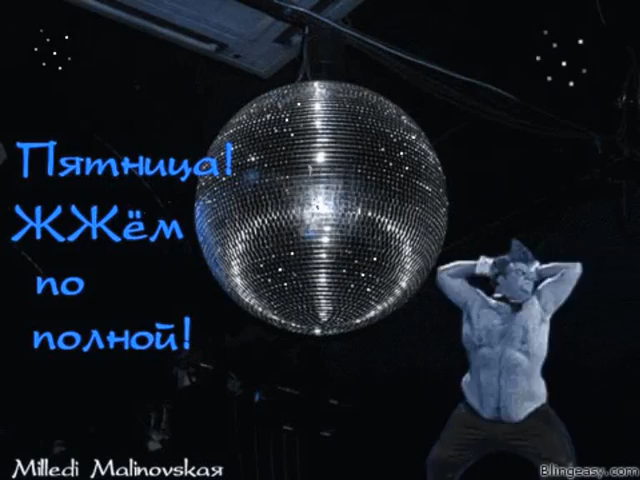 Пятница!
ЖЖём
по
полной!
Milledi Malinovskaя
Blingeasy.com